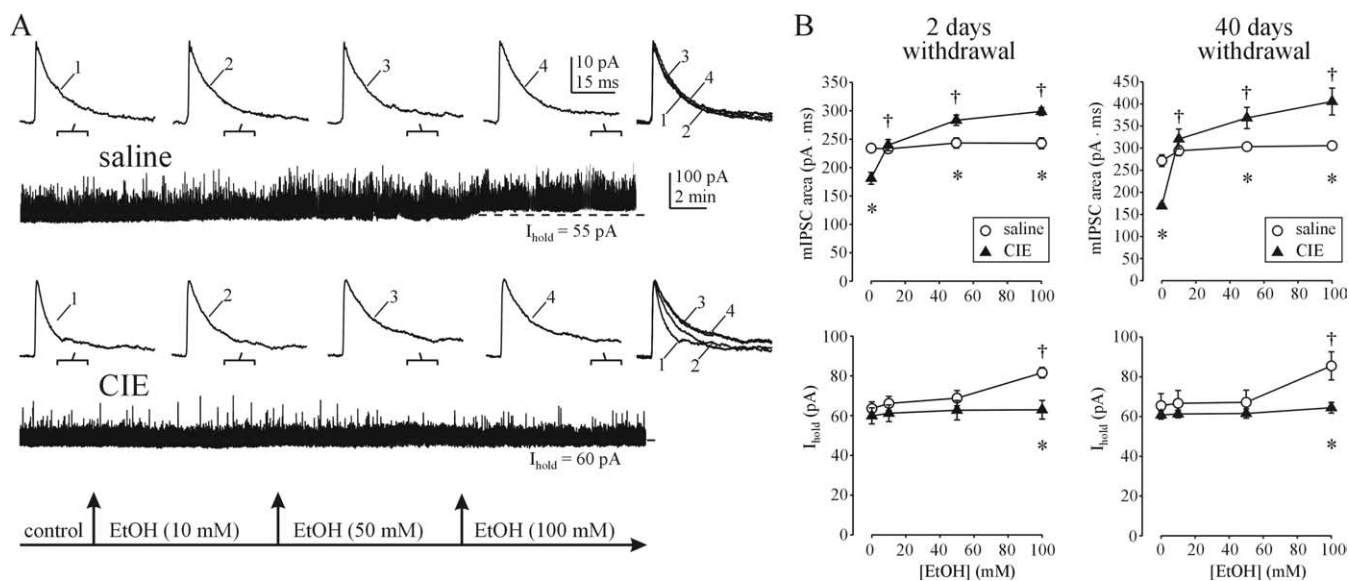 A
1
2
3
4
10 pA
15 ms
3
4
1
2
saline
100 pA
2 min
I_hold = 55 pA
1
2
3
4
3
4
1
2
CIE
I_hold = 60 pA
control
EtOH (10 mM)
EtOH (50 mM)
EtOH (100 mM)
B
2 days
withdrawal
mIPSC area (pA · ms)
350
300
250
200
150
100
50
0
†
†
†
*
*
*
saline
CIE
0 20 40 60 80 100
40 days
withdrawal
mIPSC area (pA · ms)
450
400
350
300
250
200
150
100
50
0
†
†
†
*
*
*
saline
CIE
0 20 40 60 80 100
I_hold (pA)
100
80
60
40
20
0
†
*
0 20 40 60 80 100
[EtOH] (mM)
I_hold (pA)
100
80
60
40
20
0
†
*
0 20 40 60 80 100
[EtOH] (mM)